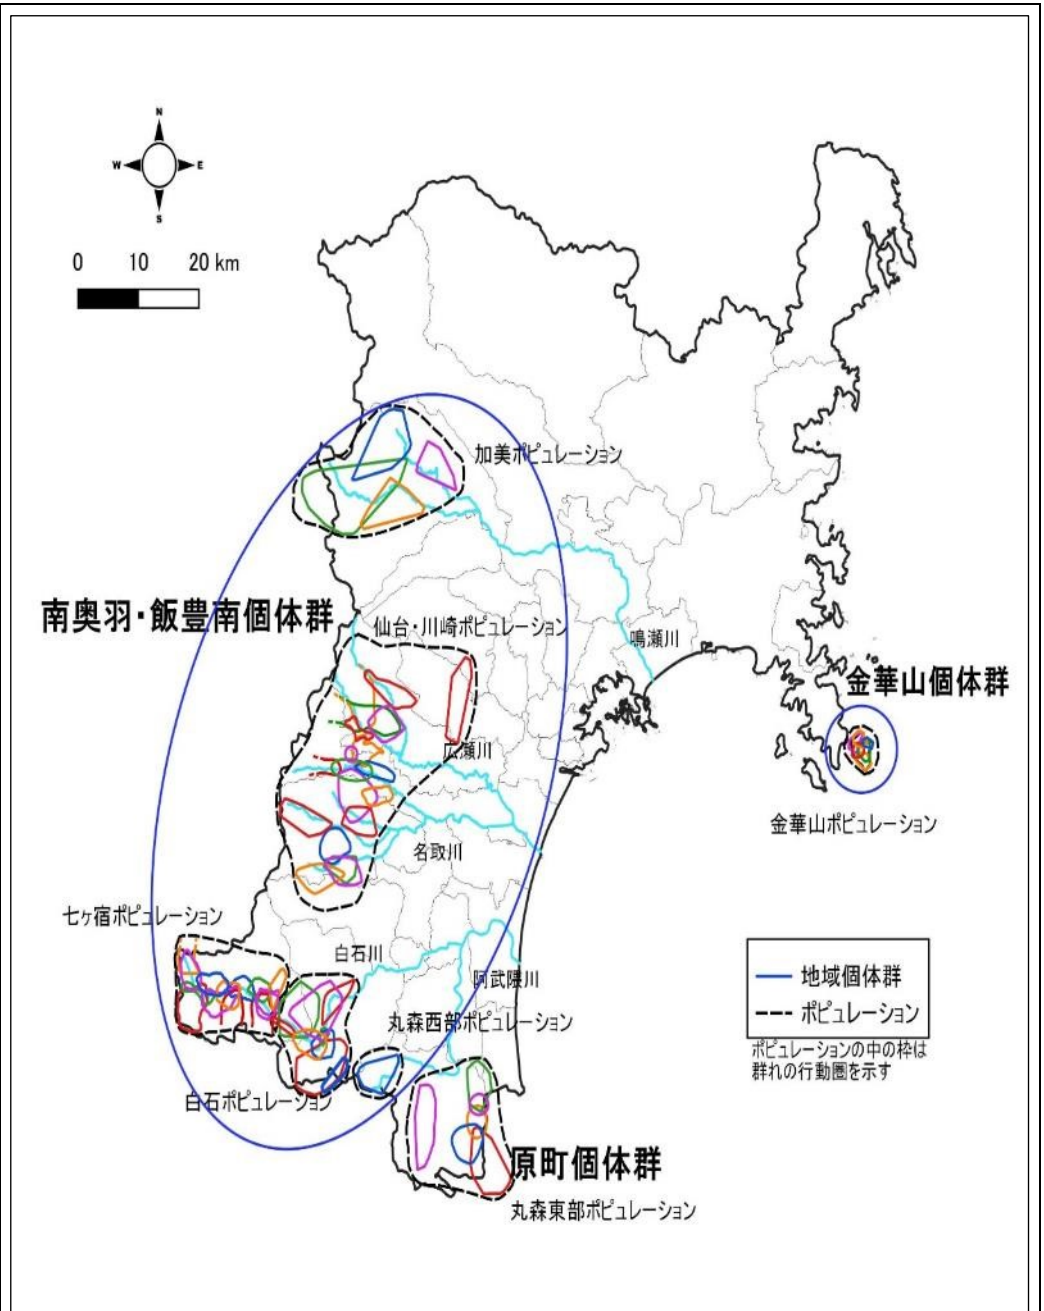 N
W E
S
0 10 20 km
加美ポピュレーション
南奥羽・飯豊南個体群
仙台・川崎ポピュレーション
鳴瀬川
金華山個体群
広瀬川
金華山ポピュレーション
名取川
七ヶ宿ポピュレーション
白石川
阿武隈川
地域個体群
ポピュレーション
丸森西部ポピュレーション
ポピュレーションの中の枠は
群れの行動圏を示す
白石ポピュレーション
原町個体群
丸森東部ポピュレーション